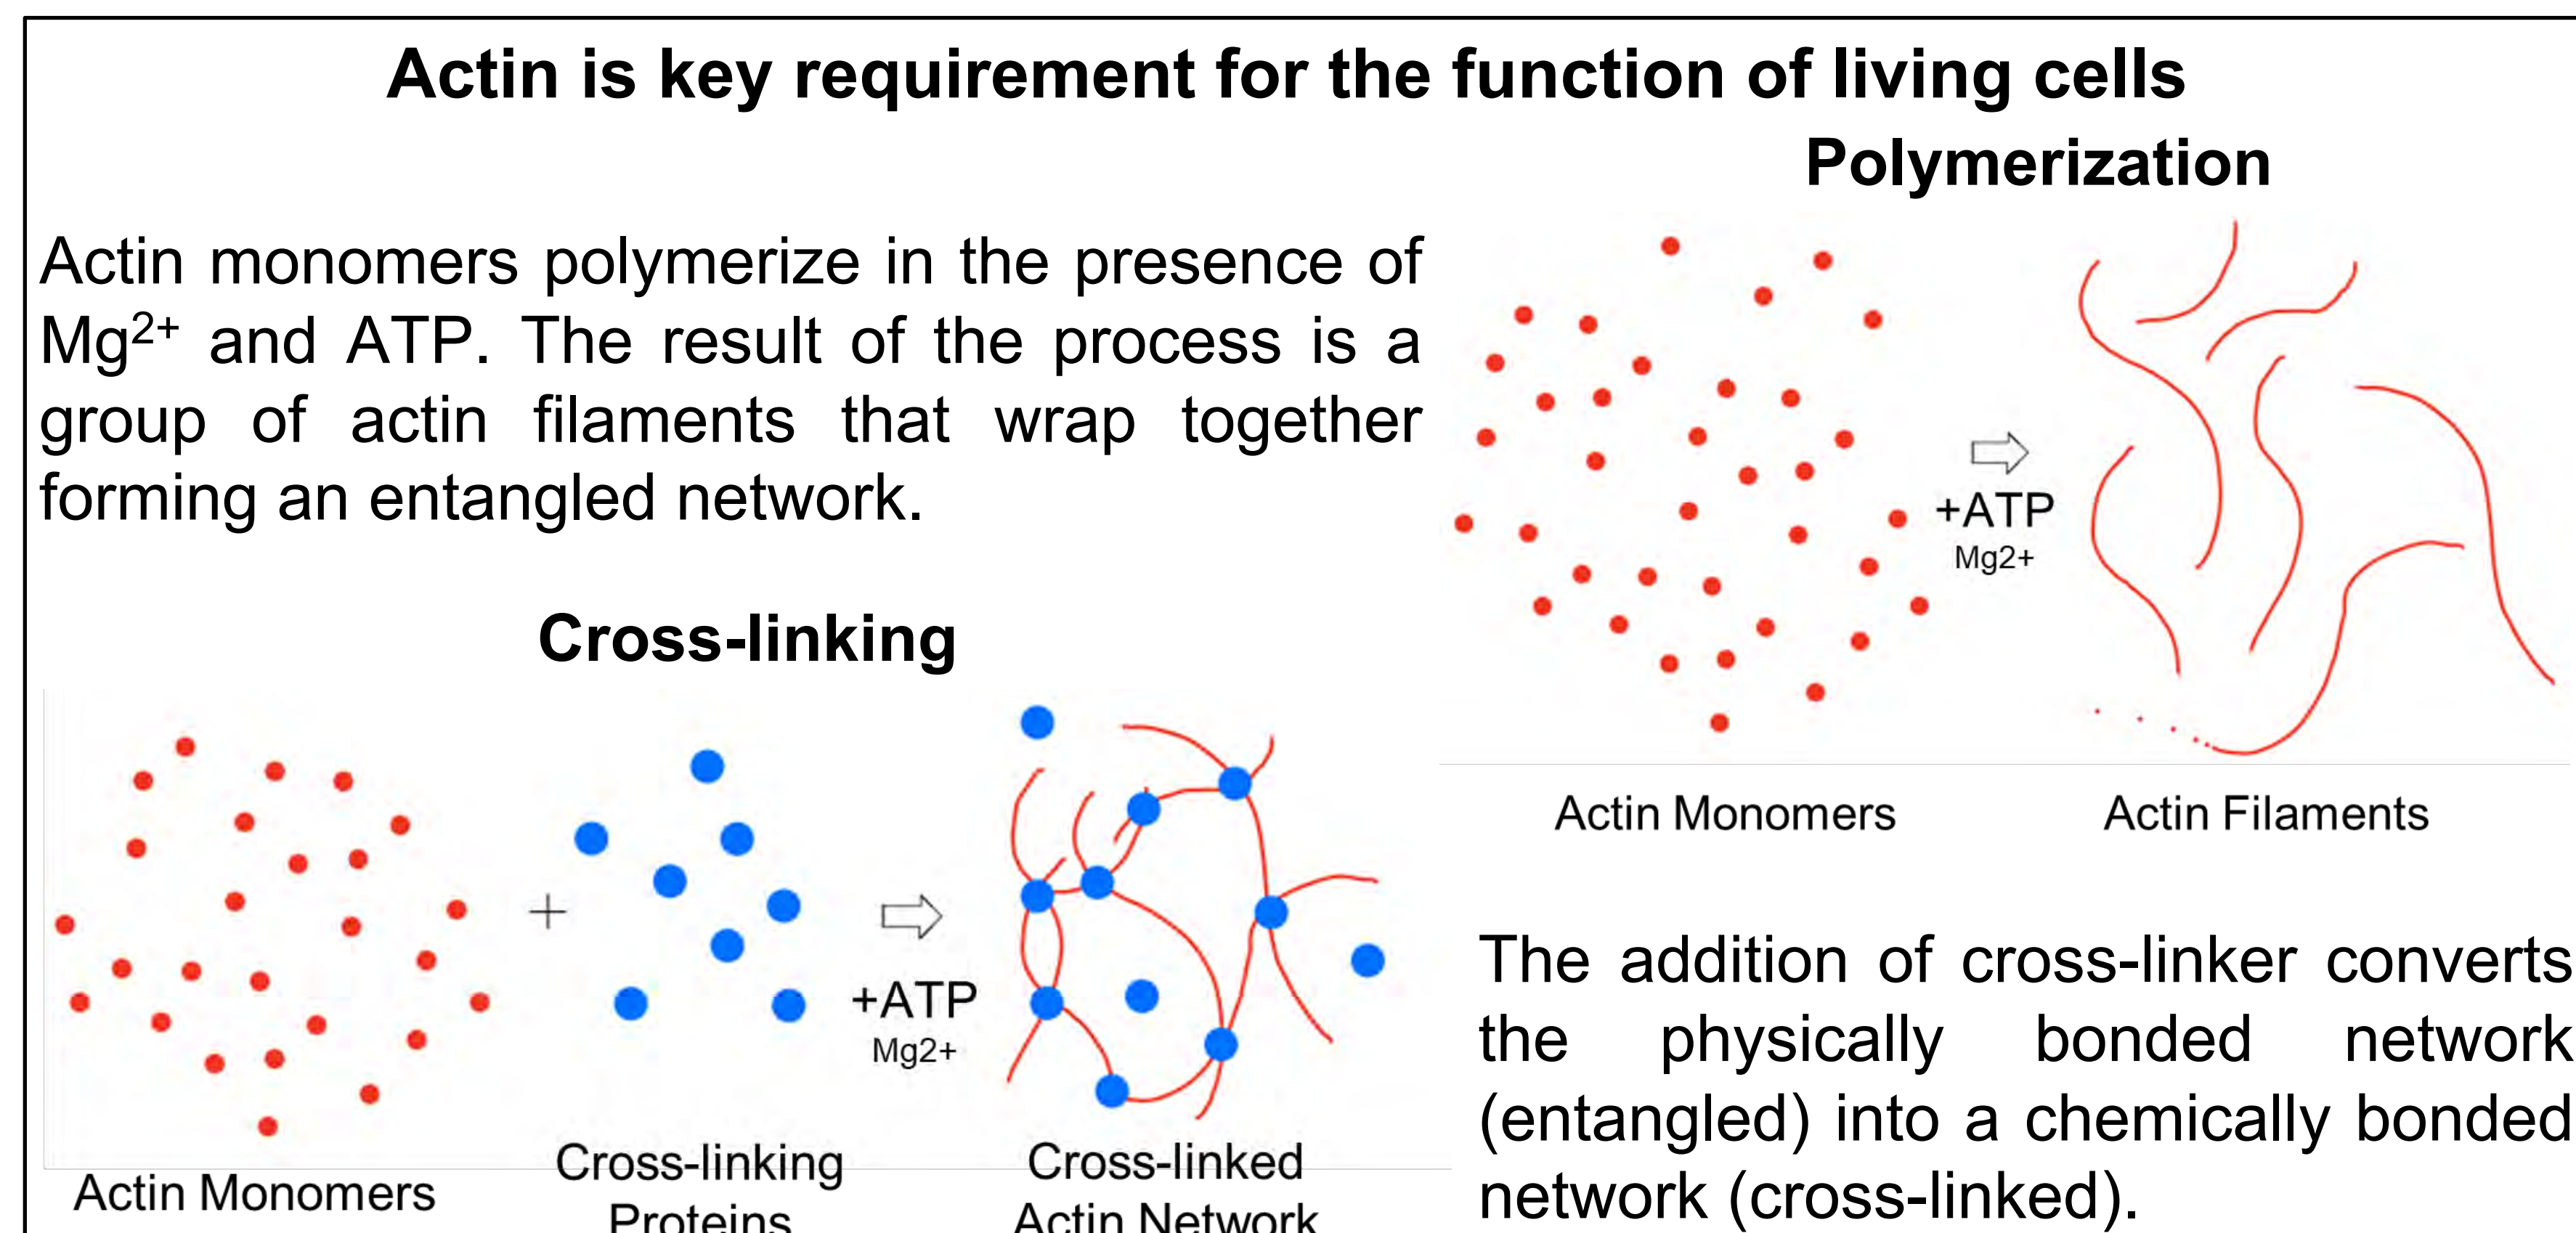 Actin is key requirement for the function of living cells
Polymerization
Actin monomers polymerize in the presence of
Mg2+ and ATP. The result of the process is a
group of actin filaments that wrap together
forming an entangled network.
+ATP
Mg2+
Actin Monomers
Actin Filaments
Cross-linking
+
+ATP
Mg2+
Actin Monomers
Cross-linking
Proteins
Cross-linked
Actin Network
The addition of cross-linker converts
the physically bonded network
(entangled) into a chemically bonded
network (cross-linked).